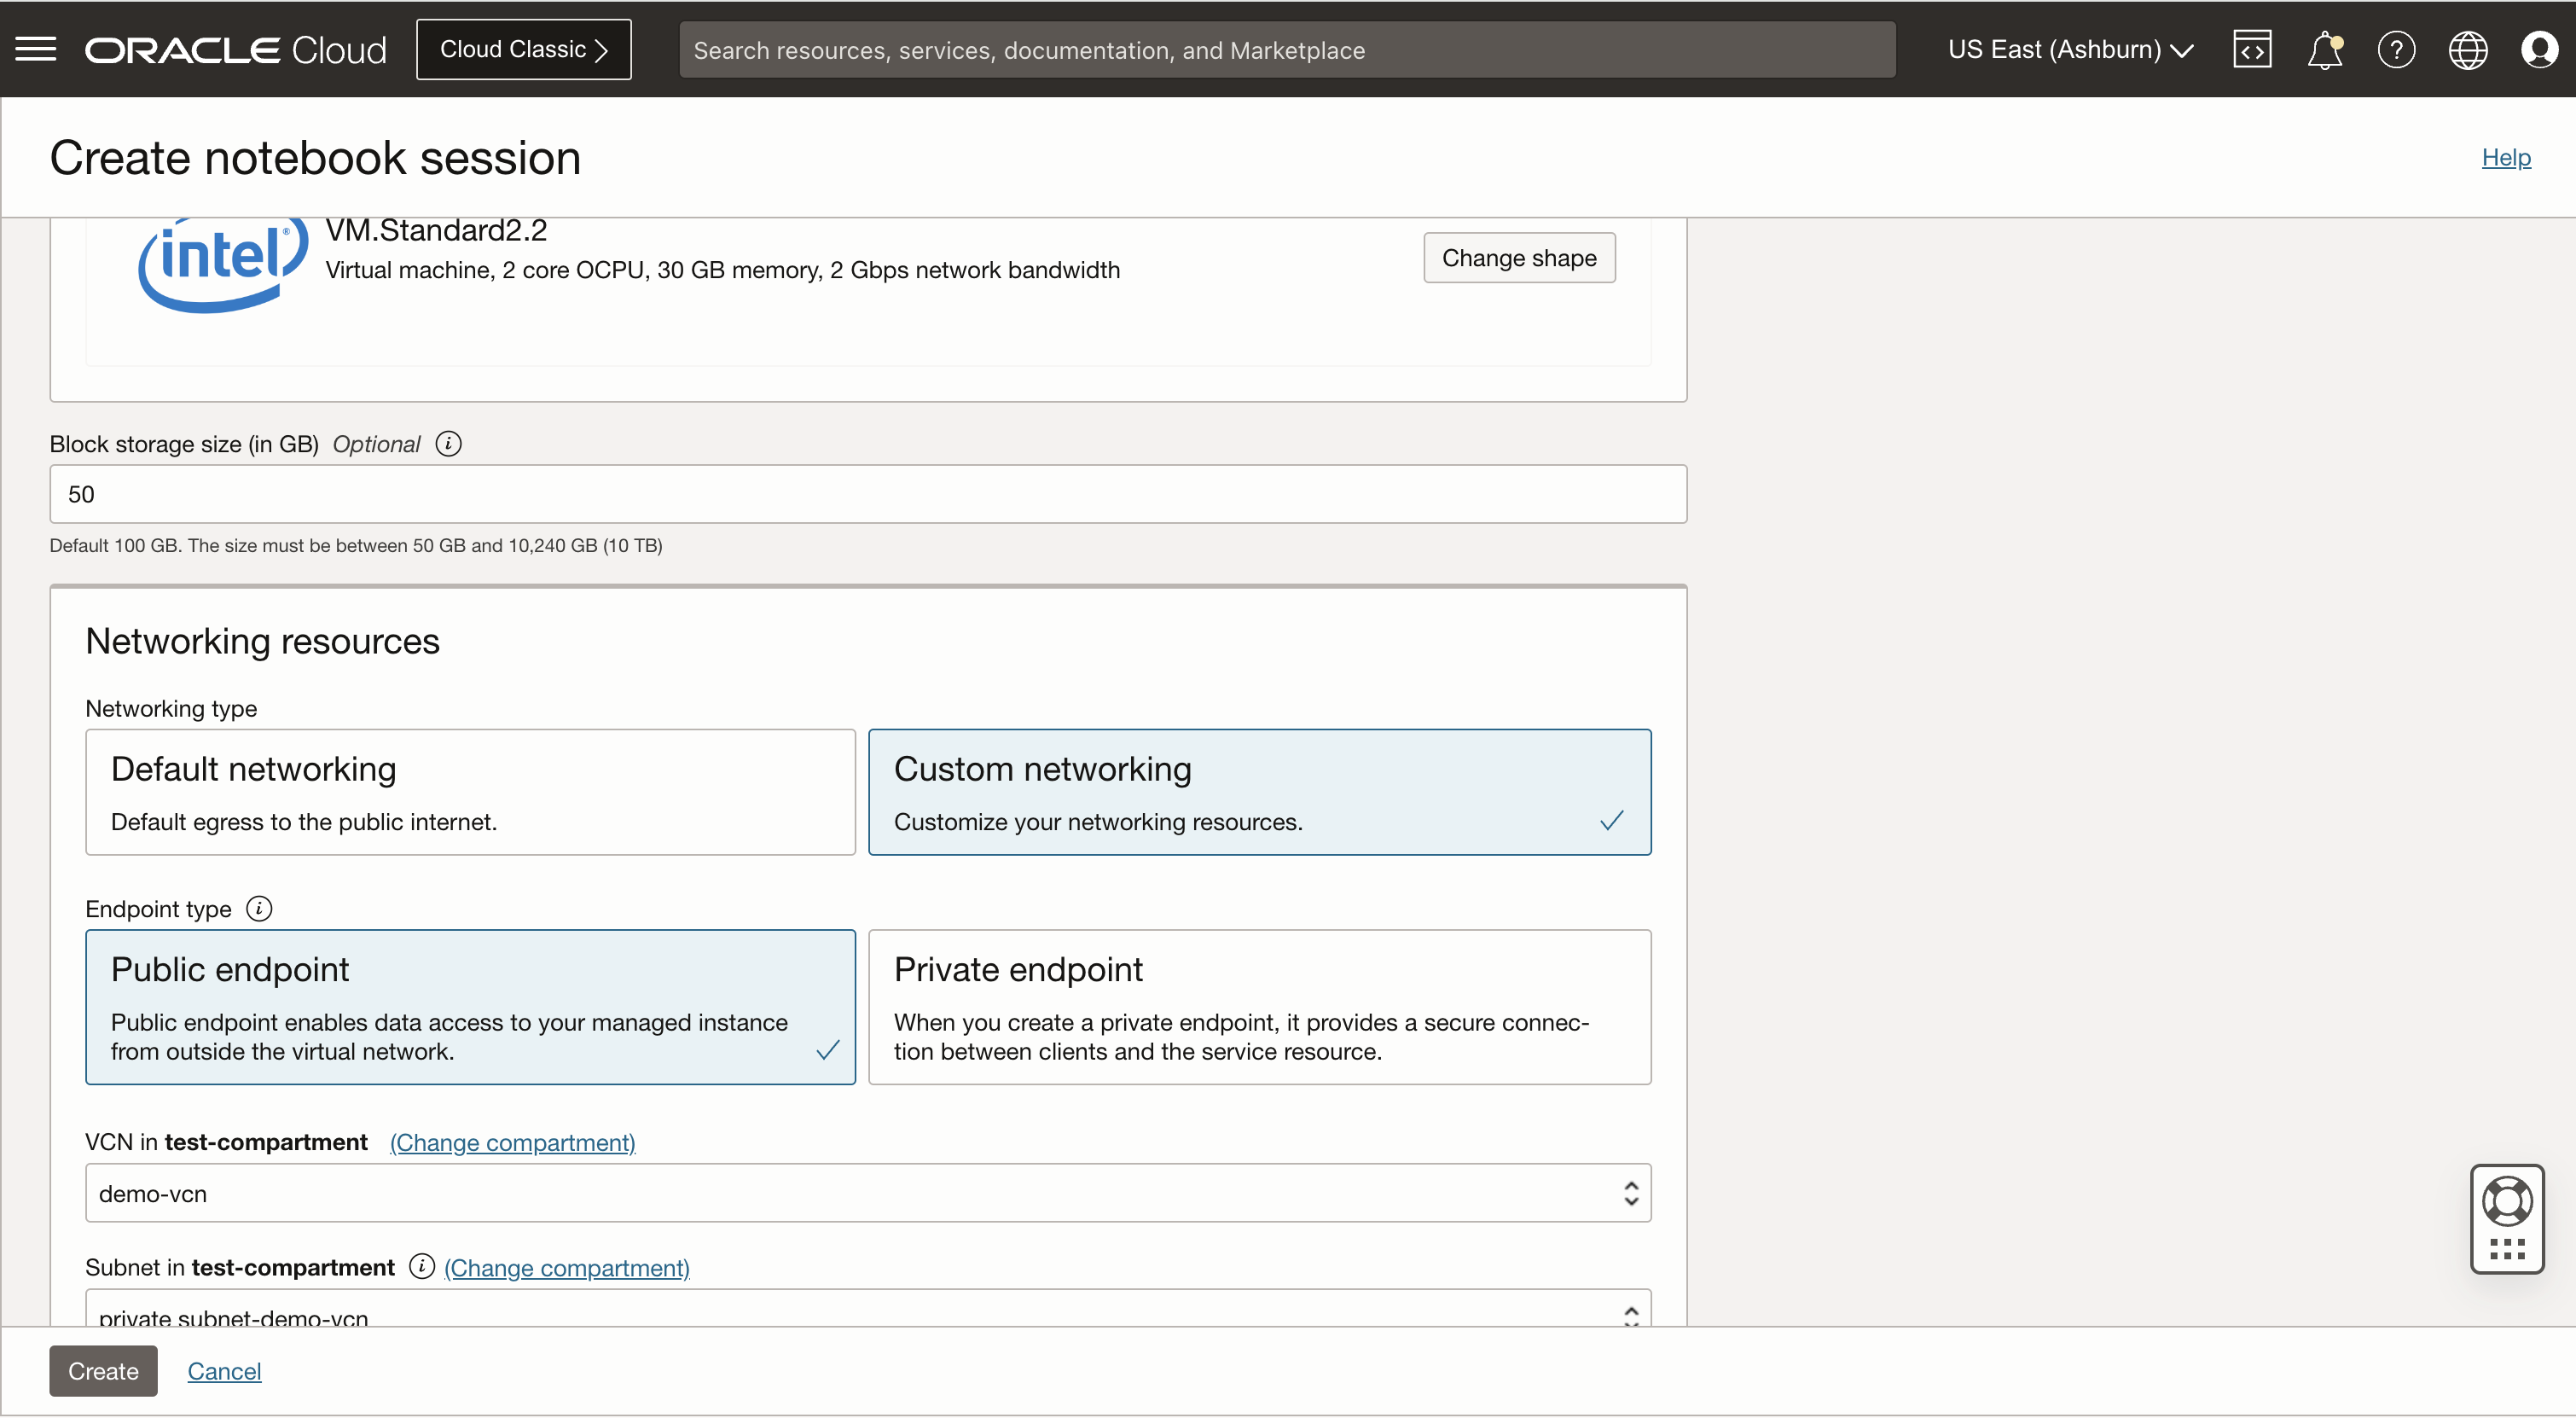 ORACLE Cloud
Cloud Classic
Search resources, services, documentation, and Marketplace
US East (Ashburn)
Create notebook session
Help
intel®
VM.Standard2.2
Virtual machine, 2 core OCPU, 30 GB memory, 2 Gbps network bandwidth
Change shape
Block storage size (in GB) Optional
50
Default 100 GB. The size must be between 50 GB and 10,240 GB (10 TB)
Networking resources
Networking type
Default networking
Default egress to the public internet.
Custom networking
Customize your networking resources.
Endpoint type
Public endpoint
Public endpoint enables data access to your managed instance
from outside the virtual network.
Private endpoint
When you create a private endpoint, it provides a secure connec-
tion between clients and the service resource.
VCN in test-compartment (Change compartment)
demo-vcn
Subnet in test-compartment (Change compartment)
private subnet-demo-vcn
Create
Cancel